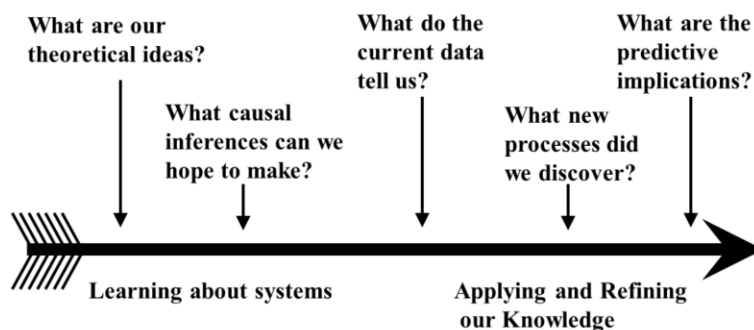 What are our
theoretical ideas?
What causal
inferences can we
hope to make?
What do the
current data
tell us?
What new
processes did
we discover?
What are the
predictive
implications?
Learning about systems
Applying and Refining
our Knowledge